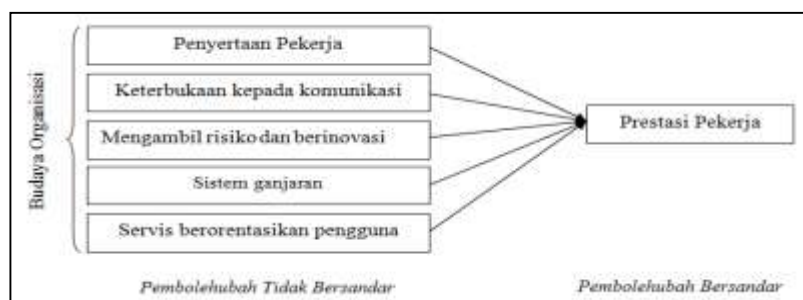 Budaya Organisasi
Penyertaan Pekerja
Keterbukaan kepada komunikasi
Mengambil risiko dan berinovasi
Sistem ganjaran
Servis berorentasikan pengguna
Prestasi Pekerja
Pembolehubah Tidak Bersandar
Pembolehubah Bersandar